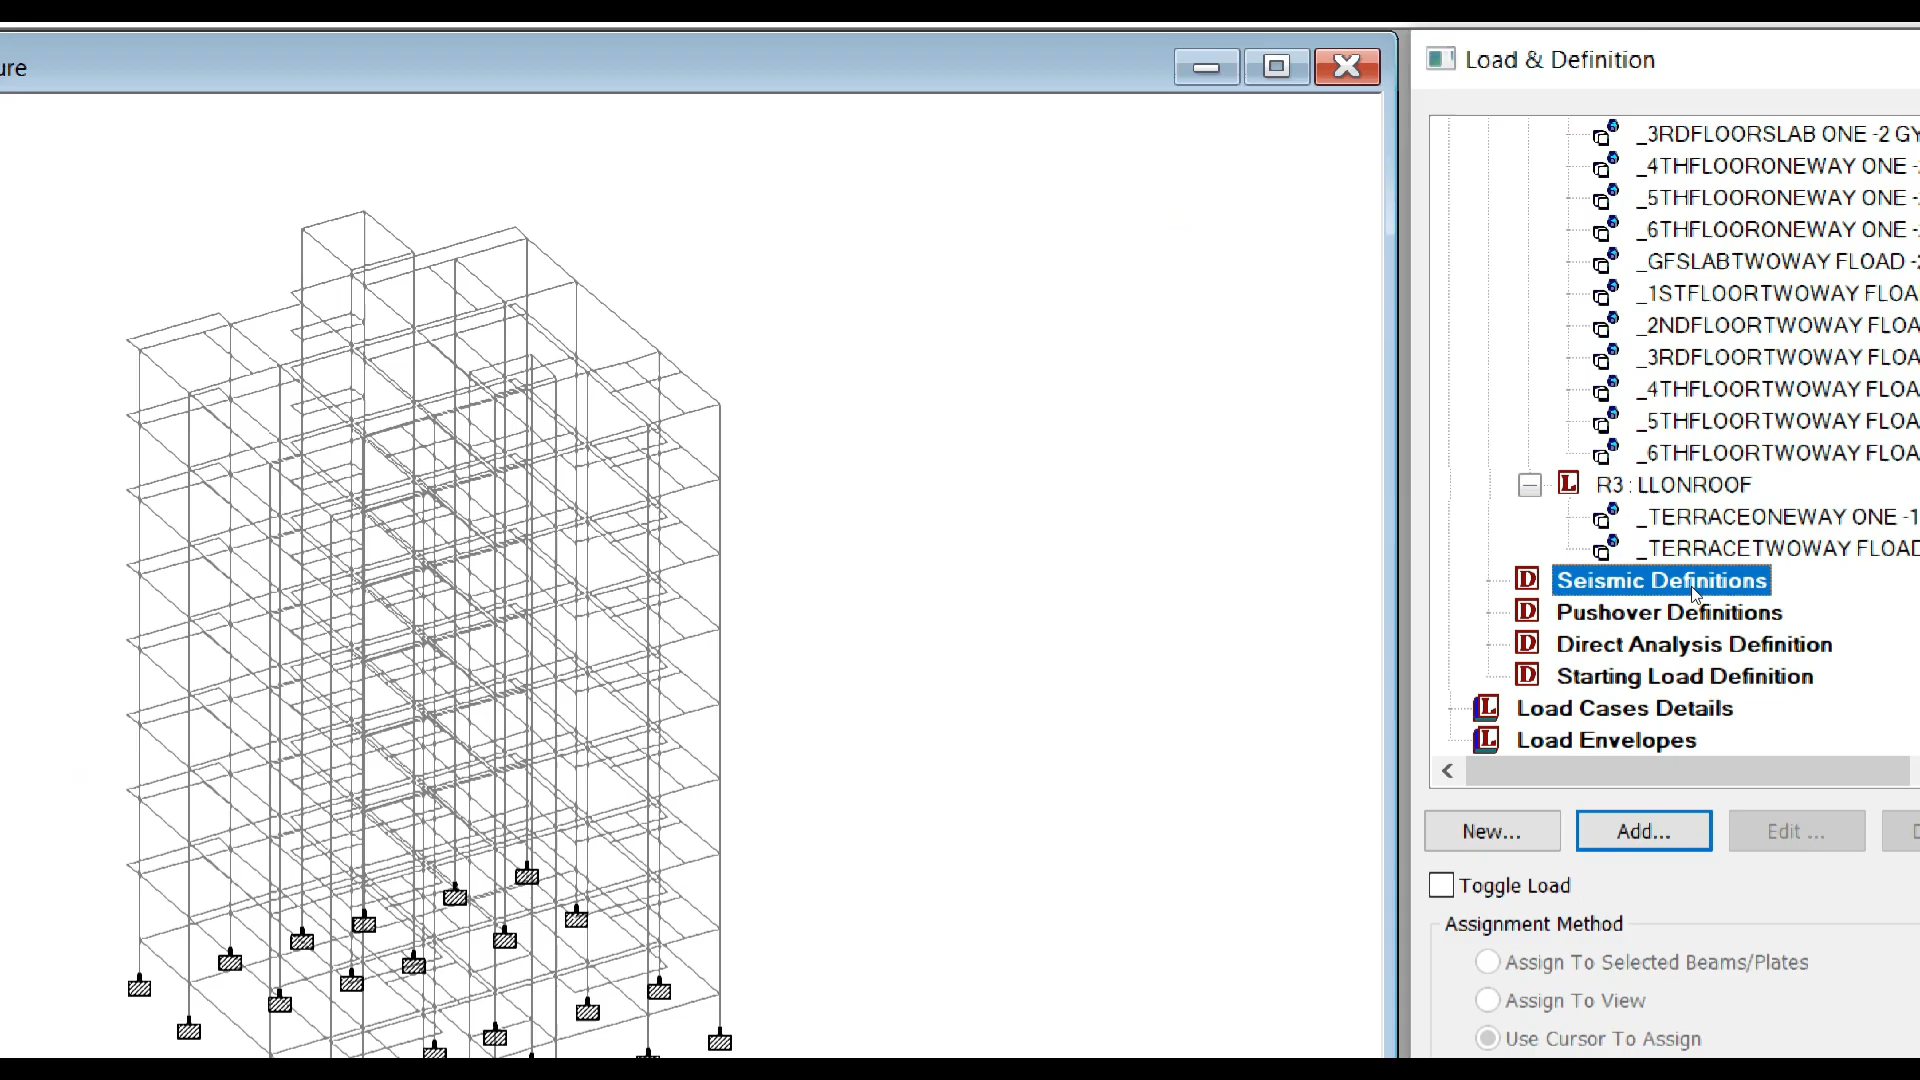 ure
Load & Definition
_3RDFLOORSLAB ONE -2 GY
_4THFLOORONEWAY ONE -
_5THFLOORONEWAY ONE -
_6THFLOORONEWAY ONE -
_GFSLABTWOWAY FLOAD -2
_1STFLOORTWOWAY FLOA
_2NDFLOORTWOWAY FLOA
_3RDFLOORTWOWAY FLOA
_4THFLOORTWOWAY FLOA
_5THFLOORTWOWAY FLOA
_6THFLOORTWOWAY FLOA
L R3 : LLONROOF
_TERRACEONEWAY ONE -1
_TERRACETWOWAY FLOAD
D Seismic Definitions
D Pushover Definitions
D Direct Analysis Definition
D Starting Load Definition
L Load Cases Details
L Load Envelopes
New... Add... Edit ...
Toggle Load
Assignment Method
Assign To Selected Beams/Plates
Assign To View
Use Cursor To Assign